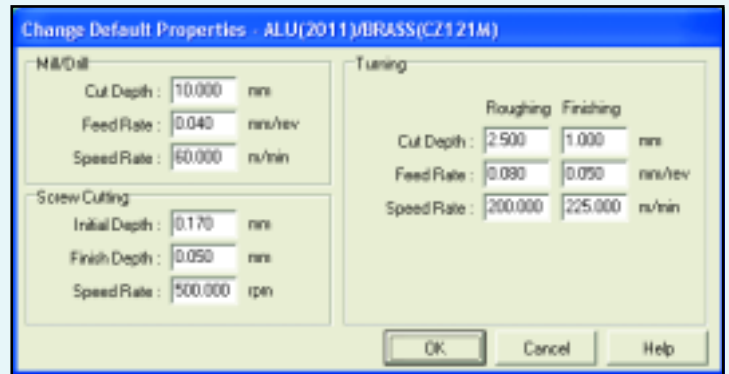 Change Default Properties - ALU(2011)/BRASS(CZ121M)
Mill/Drill
Cut Depth : 10.000 mm
Feed Rate : 0.040 mm/rev
Speed Rate : 60.000 m/min
Screw Cutting
Initial Depth : 0.170 mm
Finish Depth : 0.050 mm
Speed Rate : 500.000 rpm
Turning
Roughing Finishing
Cut Depth : 2.500 1.000 mm
Feed Rate : 0.080 0.050 mm/rev
Speed Rate : 200.000 225.000 m/min
OK Cancel Help